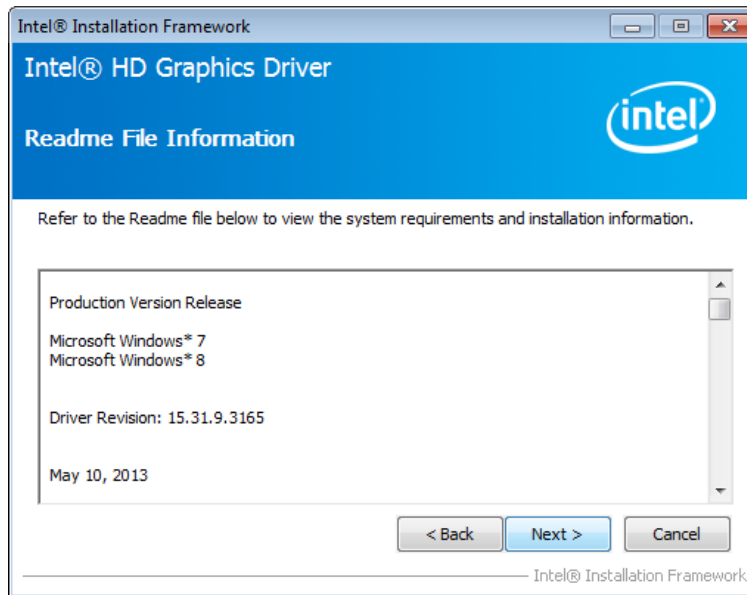 Intel® Installation Framework
Intel® HD Graphics Driver
intel
Readme File Information
Refer to the Readme file below to view the system requirements and installation information.
Production Version Release
Microsoft Windows* 7
Microsoft Windows* 8
Driver Revision: 15.31.9.3165
May 10, 2013
< Back Next > Cancel
Intel® Installation Framework